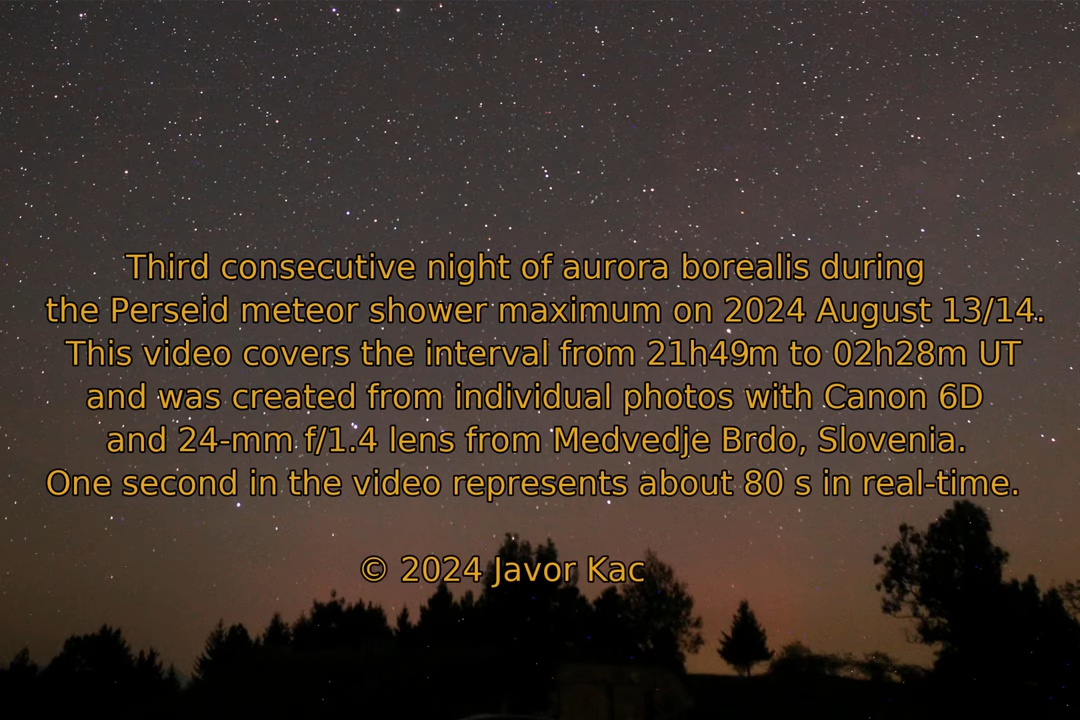 Third consecutive night of aurora borealis during
the Perseid meteor shower maximum on 2024 August 13/14.
This video covers the interval from 21h49m to 02h28m UT
and was created from individual photos with Canon 6D
and 24-mm f/1.4 lens from Medvedje Brdo, Slovenia.
One second in the video represents about 80 s in real-time.
© 2024 Javor Kac